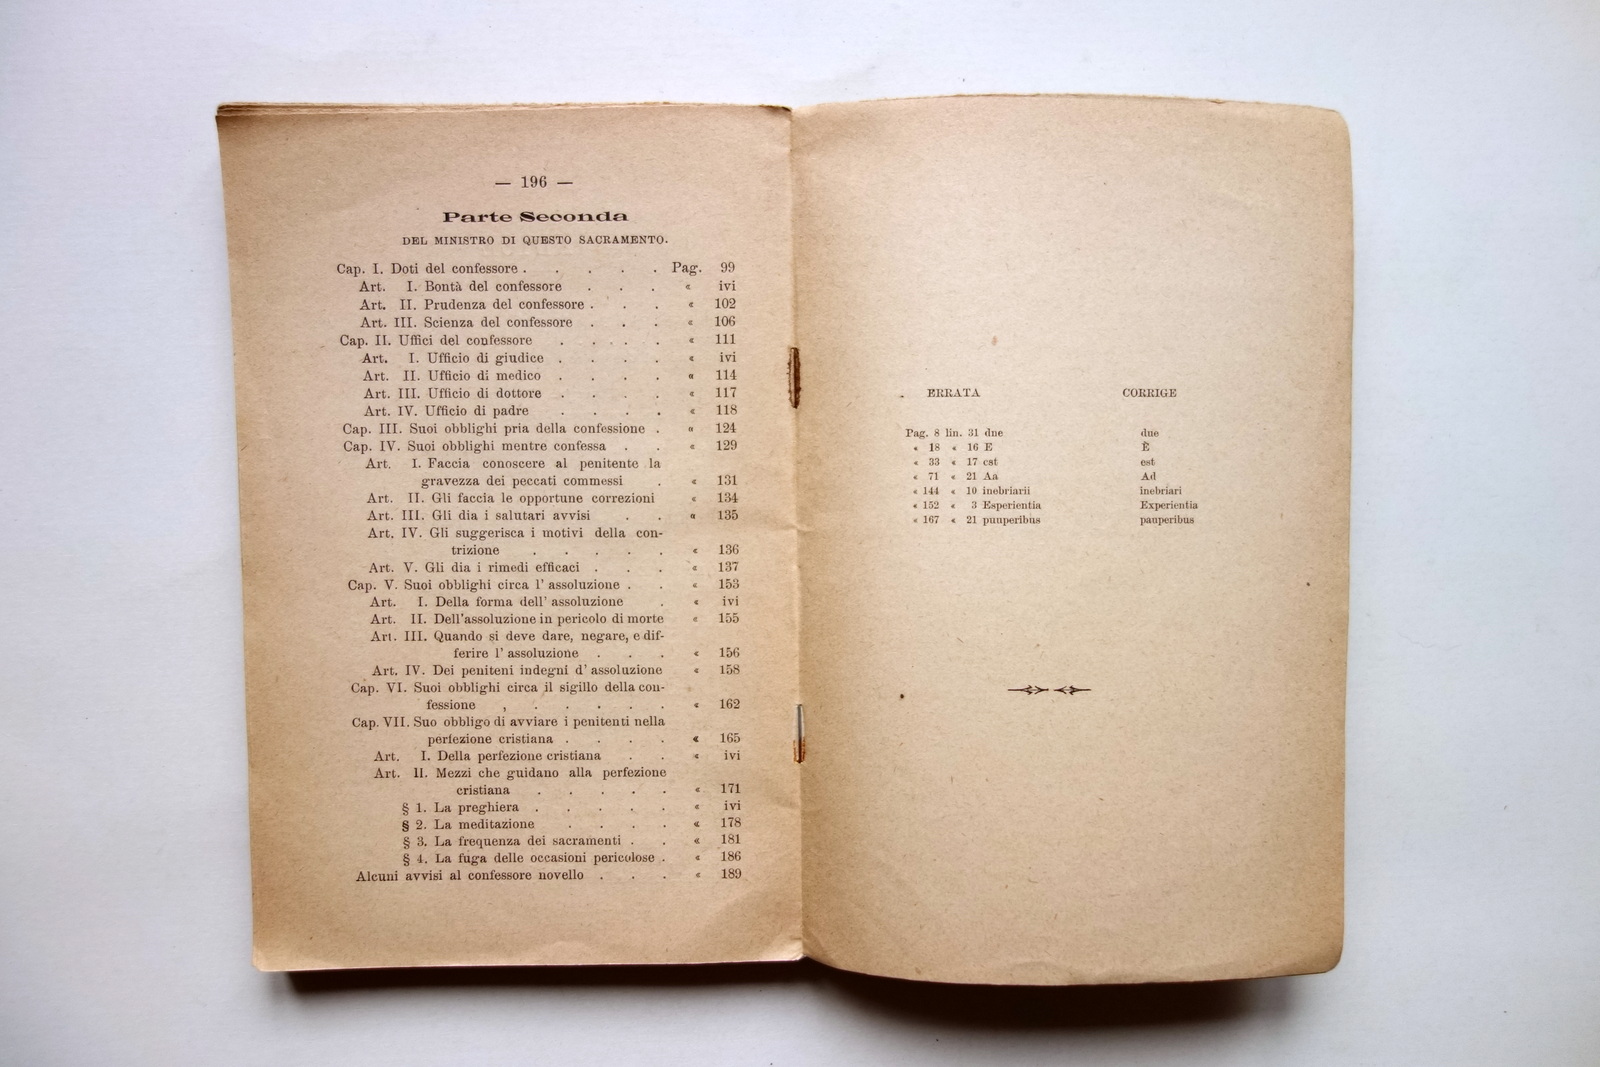 — 196 —
Parte Seconda
DEL MINISTRO DI QUESTO SACRAMENTO.
Cap. I. Doti del confessore . . . . . Pag. 99
Art. I. Bontà del confessore . . . « ivi
Art. II. Prudenza del confessore . . . « 102
Art. III. Scienza del confessore . . . « 106
Cap. II. Uffici del confessore . . . . « 111
Art. I. Ufficio di giudice . . . . « ivi
Art. II. Ufficio di medico . . . . « 114
Art. III. Ufficio di dottore . . . . « 117
Art. IV. Ufficio di padre . . . . « 118
Cap. III. Suoi obblighi pria della confessione . « 124
Cap. IV. Suoi obblighi mentre confessa . . « 129
Art. I. Faccia conoscere al penitente la
gravezza dei peccati commessi . « 131
Art. II. Gli faccia le opportune correzioni « 134
Art. III. Gli dia i salutari avvisi . . « 135
Art. IV. Gli suggerisca i motivi della con-
trizione . . . . . « 136
Art. V. Gli dia i rimedi efficaci . . . « 137
Cap. V. Suoi obblighi circa l' assoluzione . . « 153
Art. I. Della forma dell' assoluzione . « ivi
Art. II. Dell'assoluzione in pericolo di morte « 155
Art. III. Quando si deve dare, negare, e dif-
ferire l' assoluzione . . . « 156
Art. IV. Dei peniteni indegni d' assoluzione « 158
Cap. VI. Suoi obblighi circa il sigillo della con-
fessione , . . . . . « 162
Cap. VII. Suo obbligo di avviare i penitenti nella
perfezione cristiana . . . . « 165
Art. I. Della perfezione cristiana . . « ivi
Art. II. Mezzi che guidano alla perfezione
cristiana . . . . . « 171
§ 1. La preghiera . . . . . « ivi
§ 2. La meditazione . . . . « 178
§ 3. La frequenza dei sacramenti . . « 181
§ 4. La fuga delle occasioni pericolose . « 186
Alcuni avvisi al confessore novello . . . « 189
ERRATA CORRIGE
Pag. 8 lin. 31 dne due
« 18 « 16 E È
« 33 « 17 cst est
« 71 « 21 Aa Ad
« 144 « 10 inebriarii inebriari
« 152 « 3 Esperientia Experientia
« 167 « 21 puuperibus pauperibus